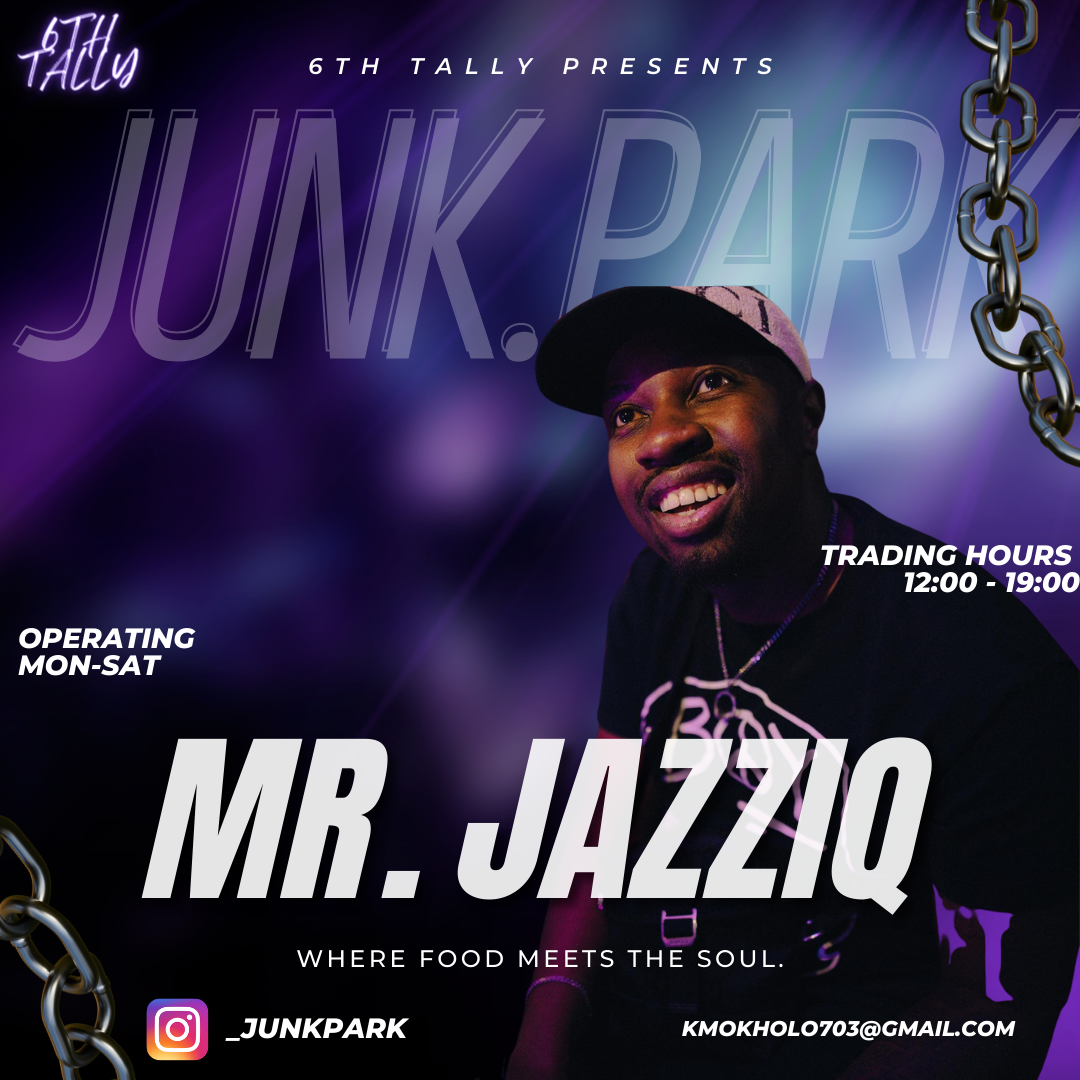 6TH
TALLY
6TH TALLY PRESENTS
JUNK.PARK
TRADING HOURS
12:00 - 19:00
OPERATING
MON-SAT
BOY
MR. JAZZIQ
WHERE FOOD MEETS THE SOUL.
_JUNKPARK
KMOKHOLO703@GMAIL.COM